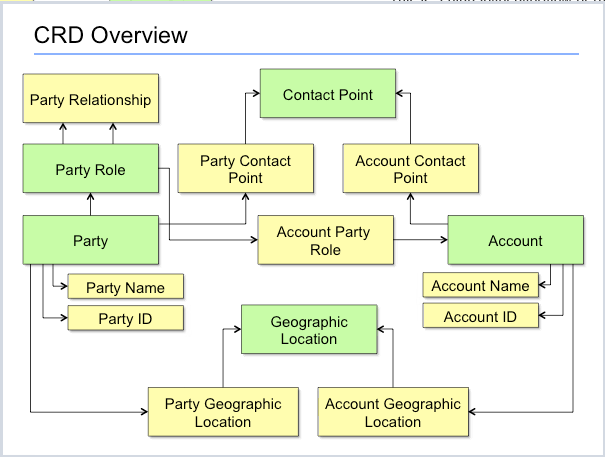 CRD Overview
Party Relationship
Contact Point
Party Role
Party Contact
Point
Account Contact
Point
Party
Account Party
Role
Account
Party Name
Party ID
Account Name
Account ID
Geographic
Location
Party Geographic
Location
Account Geographic
Location